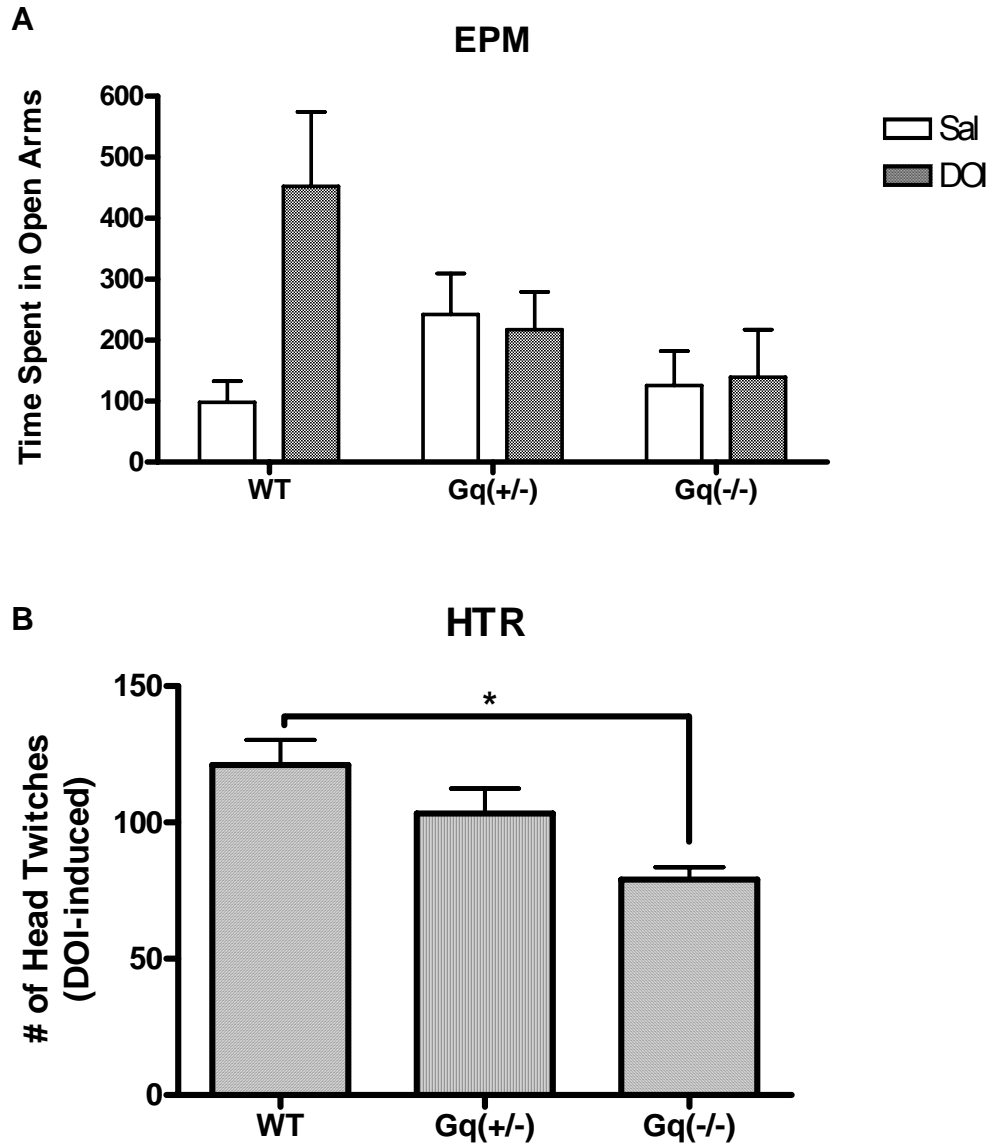 A
EPM
Time Spent in Open Arms
600
500
400
300
200
100
0
WT
Gq(+/-)
Gq(-/-)
Sal
DOI
B
HTR
# of Head Twitches
(DOI-induced)
150
100
50
0
*
WT
Gq(+/-)
Gq(-/-)